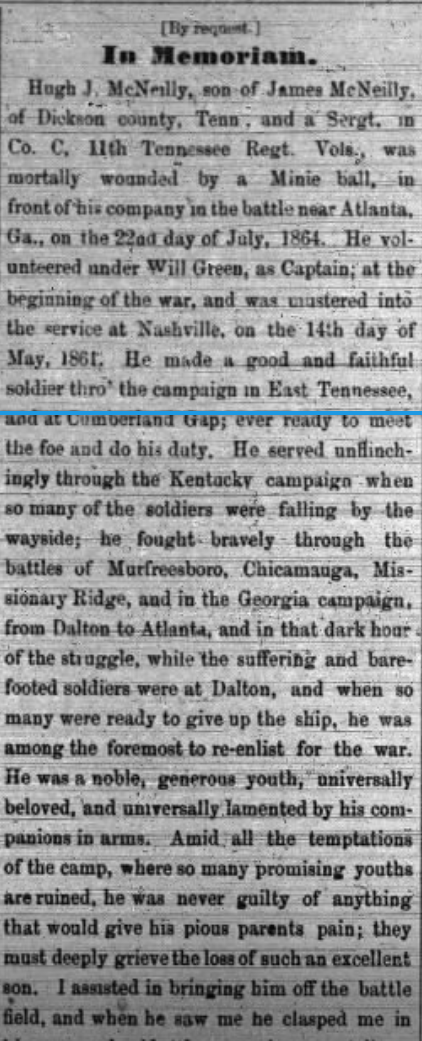 [By request.]
In Memoriam.
Hugh J. McNeilly, son of James McNeilly,
of Dickson county, Tenn, and a Sergt. in
Co. C, 11th Tennessee Regt. Vols., was
mortally wounded by a Minie ball, in
front of his company in the battle near Atlanta,
Ga., on the 22nd day of July, 1864. He vol-
unteered under Will Green, as Captain; at the
beginning of the war, and was mustered into
the service at Nashville, on the 14th day of
May, 1861. He made a good and faithful
soldier thro' the campaign in East Tennessee,
and at Cumberland Gap; ever ready to meet
the foe and do his duty. He served unflinch-
ingly through the Kentucky campaign when
so many of the soldiers were falling by the
wayside; he fought bravely through the
battles of Murfreesboro, Chicamauga, Mis-
sionary Ridge, and in the Georgia campaign,
from Dalton to Atlanta, and in that dark hour
of the struggle, while the suffering and bare-
footed soldiers were at Dalton, and when so
many were ready to give up the ship, he was
among the foremost to re-enlist for the war.
He was a noble, generous youth, universally
beloved, and universally lamented by his com-
panions in arms. Amid all the temptations
of the camp, where so many promising youths
are ruined, he was never guilty of anything
that would give his pious parents pain; they
must deeply grieve the loss of such an excellent
son. I assisted in bringing him off the battle
field, and when he saw me he clasped me in